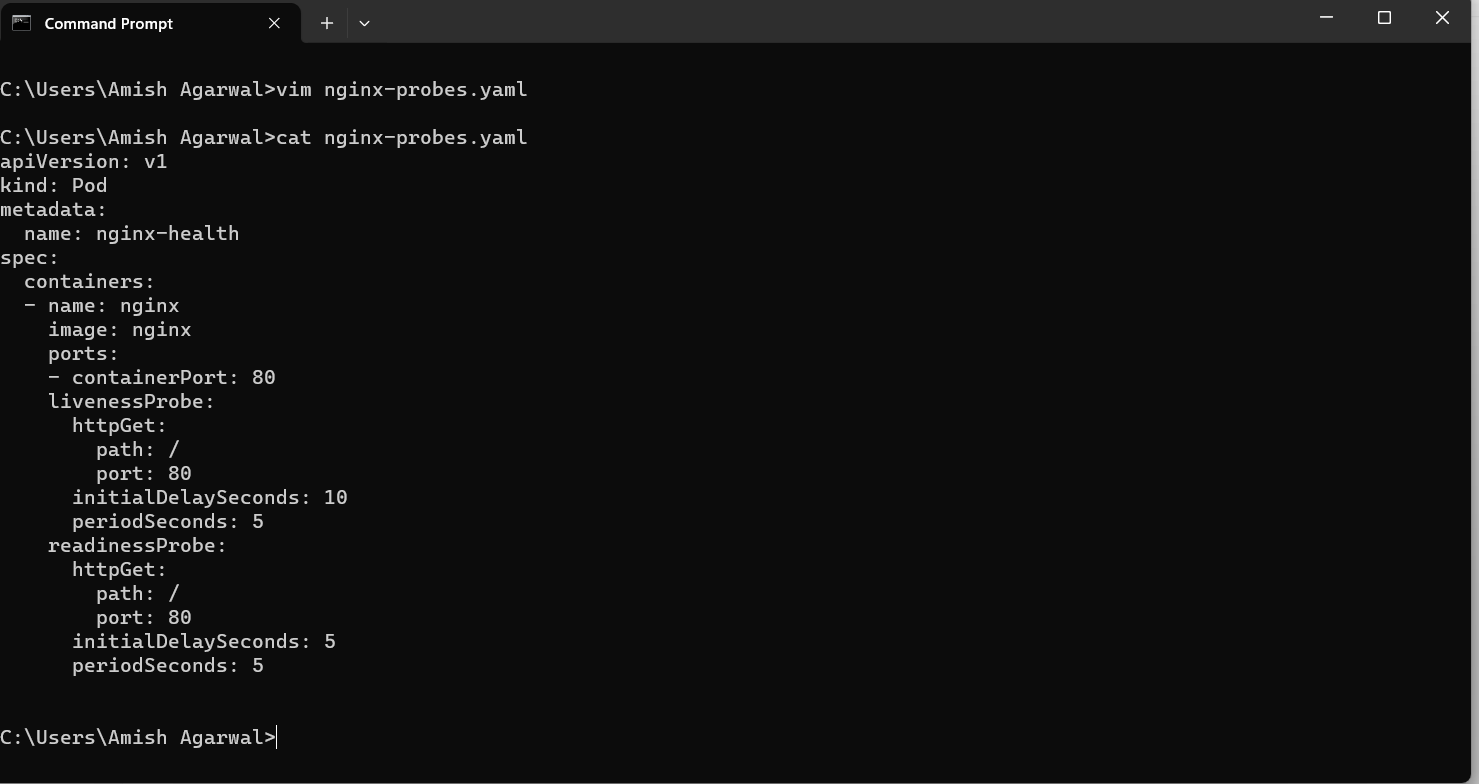 Command Prompt
C:\Users\Amish Agarwal>vim nginx-probes.yaml
C:\Users\Amish Agarwal>cat nginx-probes.yaml
apiVersion: v1
kind: Pod
metadata:
  name: nginx-health
spec:
  containers:
  - name: nginx
    image: nginx
    ports:
    - containerPort: 80
    livenessProbe:
      httpGet:
        path: /
        port: 80
      initialDelaySeconds: 10
      periodSeconds: 5
    readinessProbe:
      httpGet:
        path: /
        port: 80
      initialDelaySeconds: 5
      periodSeconds: 5
C:\Users\Amish Agarwal>